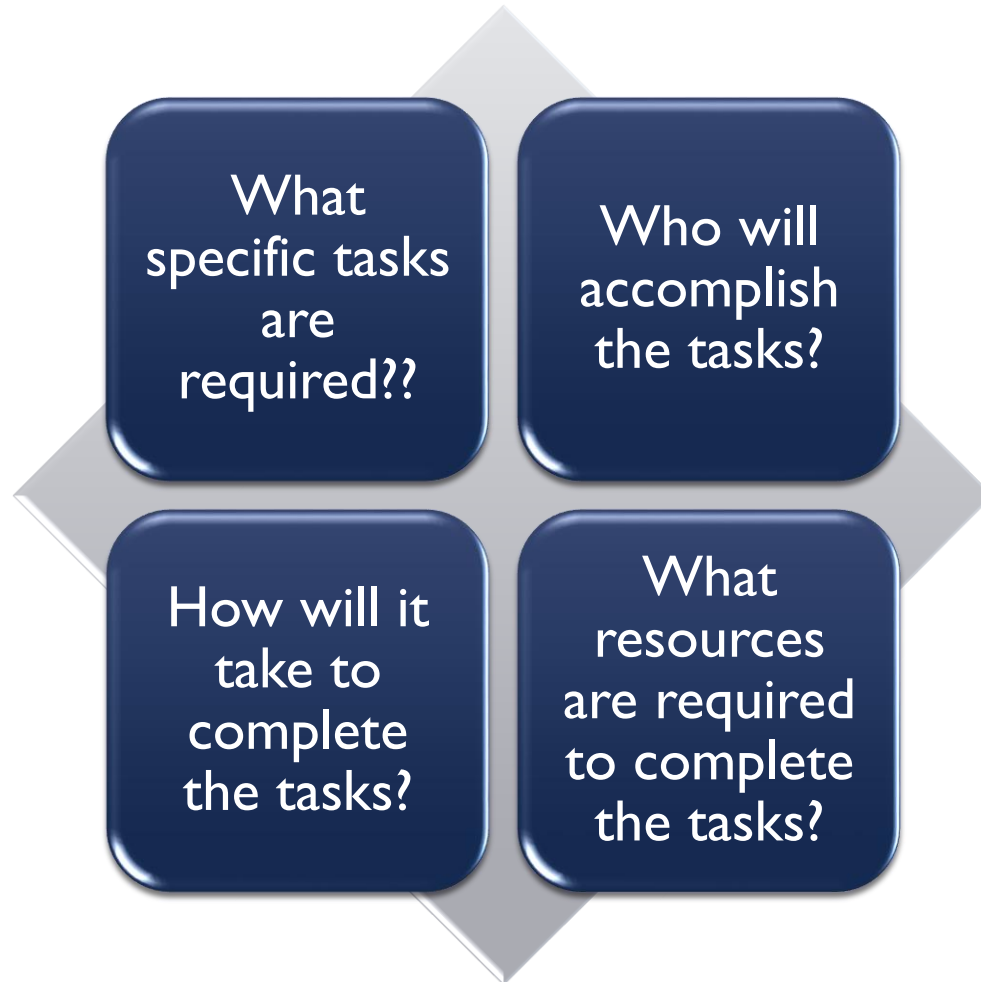 What
specific tasks
are
required??
Who will
accomplish
the tasks?
How will it
take to
complete
the tasks?
What
resources
are required
to complete
the tasks?